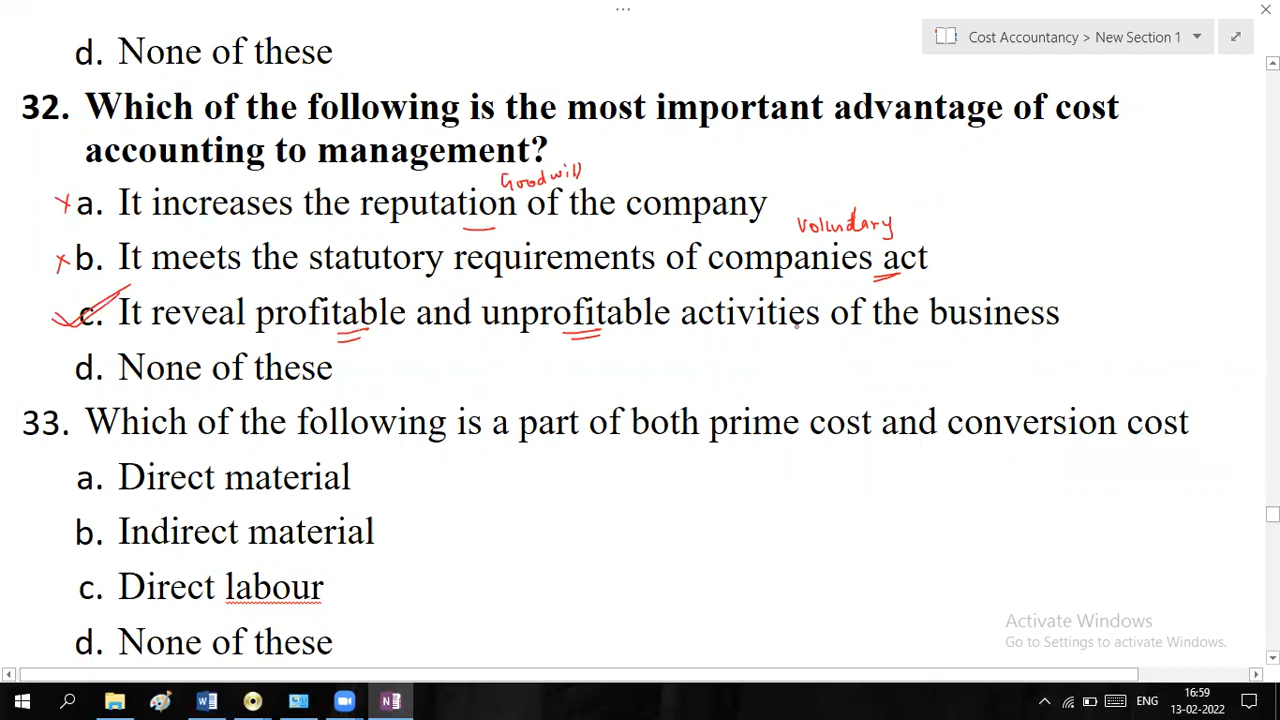 Cost Accountancy > New Section 1
d. None of these
32. Which of the following is the most important advantage of cost
accounting to management?
Goodwill
x a. It increases the reputation of the company
Volundary
x b. It meets the statutory requirements of companies act
c. It reveal profitable and unprofitable activities of the business
d. None of these
33. Which of the following is a part of both prime cost and conversion cost
a. Direct material
b. Indirect material
c. Direct labour
d. None of these
Activate Windows
Go to Settings to activate Windows.
ENG
16:59
13-02-2022